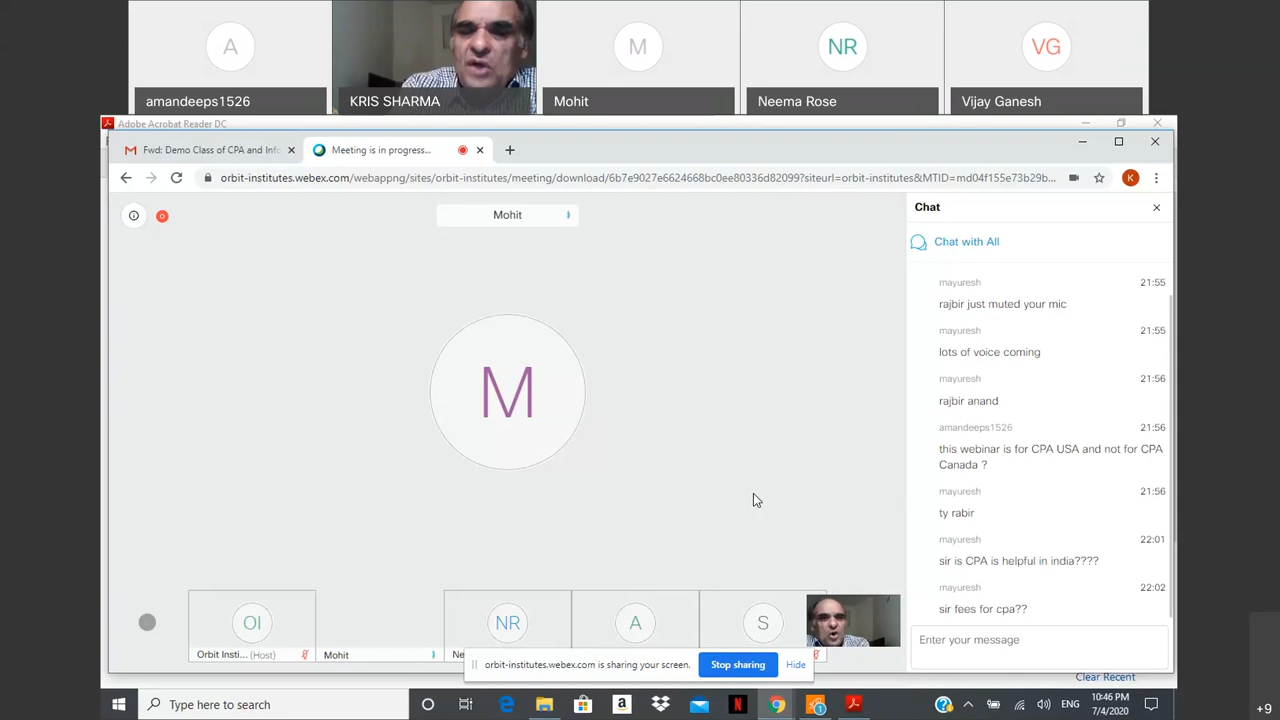 A
M
NR
VG
amandeeps1526
KRIS SHARMA
Mohit
Neema Rose
Vijay Ganesh
Adobe Acrobat Reader DC
Fwd: Demo Class of CPA and Info
Meeting is in progress...
orbit-institutes.webex.com/webappng/sites/orbit-institutes/meeting/download/6b7e9027e6624668bc0ee80336d82099?siteurl=orbit-institutes&MTID=md04f155e73b29b...
K
Mohit
Chat
Chat with All
mayuresh 21:55
rajbir just muted your mic
mayuresh 21:55
lots of voice coming
mayuresh 21:56
rajbir anand
amandeeps1526 21:56
this webinar is for CPA USA and not for CPA
Canada ?
mayuresh 21:56
ty rabir
mayuresh 22:01
sir is CPA is helpful in india????
mayuresh 22:02
sir fees for cpa??
Enter your message
M
OI
NR
A
S
Orbit Insti... (Host)
Mohit
Ne
orbit-institutes.webex.com is sharing your screen.
Stop sharing
Hide
Clear Recent
Type here to search
ENG
10:46 PM
7/4/2020
+9